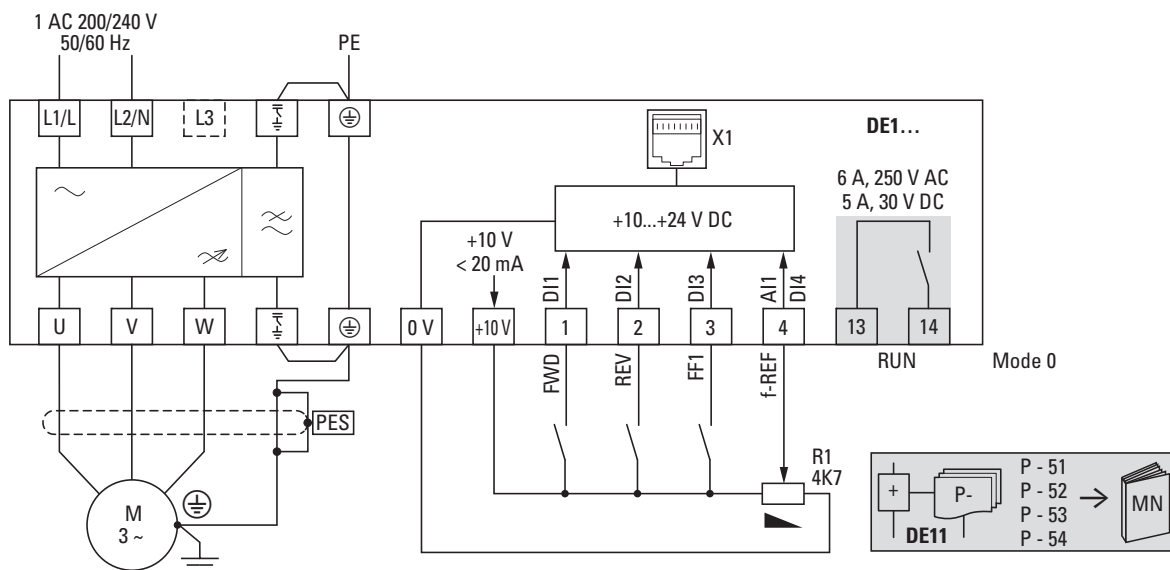 1 AC 200/240 V
50/60 Hz
PE
L1/L
L2/N
L3
X1
DE1…
6 A, 250 V AC
5 A, 30 V DC
+10...+24 V DC
+10 V
< 20 mA
DI1
DI2
DI3
AI1
DI4
U
V
W
0 V
+10 V
1
2
3
4
13
14
FWD
REV
FF1
f-REF
RUN
Mode 0
PES
R1
4K7
M
3 ~
+
P-
DE11
P - 51
P - 52
P - 53
P - 54
MN